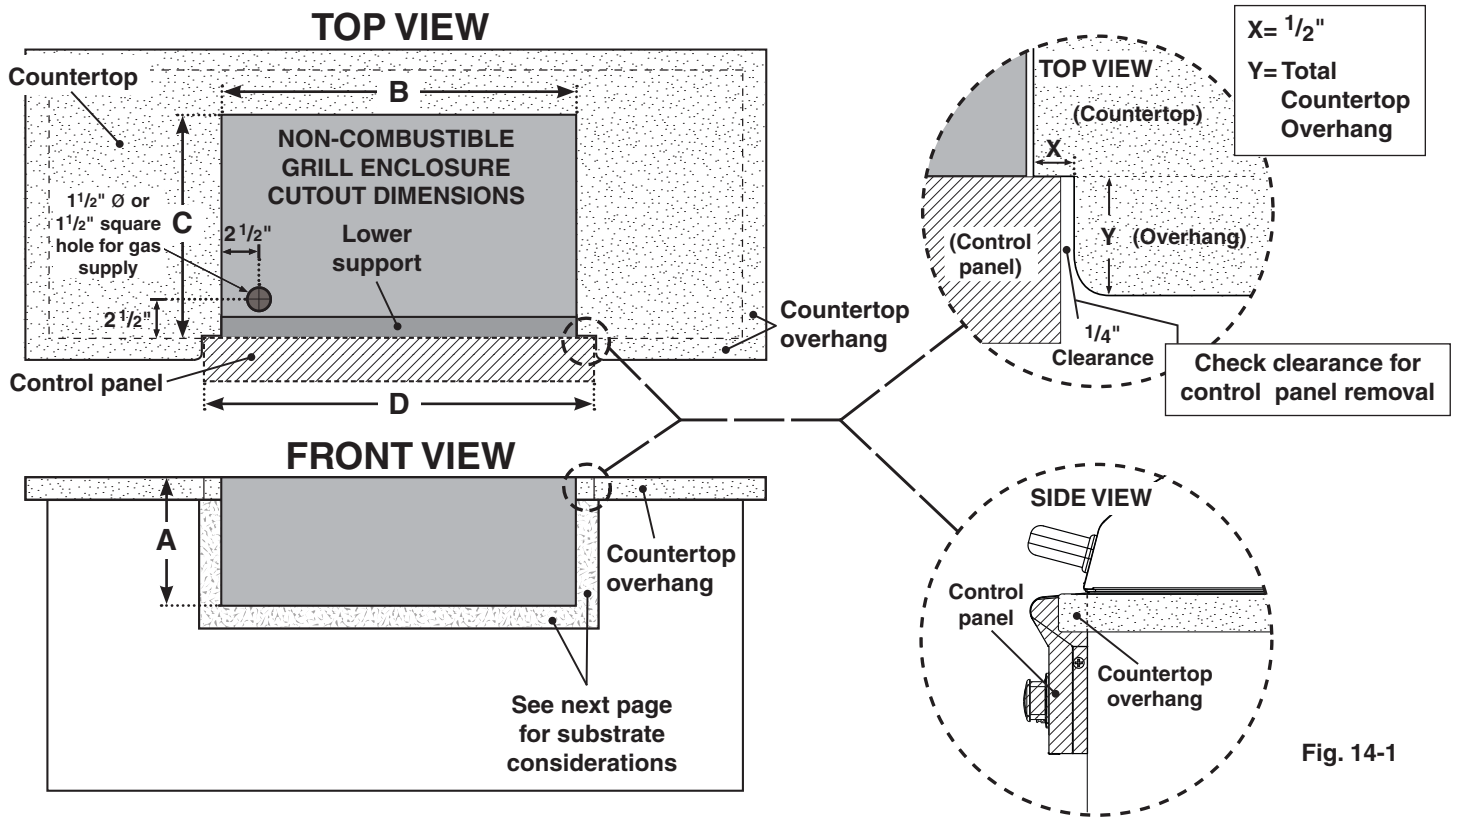 TOP VIEW
Countertop
B
NON-COMBUSTIBLE
GRILL ENCLOSURE
CUTOUT DIMENSIONS
1 1/2" Ø or
1 1/2" square
hole for gas
supply
C
2 1/2"
Lower
support
2 1/2"
Countertop
overhang
Control panel
D
FRONT VIEW
A
Countertop
overhang
See next page
for substrate
considerations
X= 1/2"
Y= Total
Countertop
Overhang
TOP VIEW
(Countertop)
X
(Control
panel)
Y (Overhang)
1/4"
Clearance
Check clearance for
control panel removal
SIDE VIEW
Control
panel
Countertop
overhang
Fig. 14-1